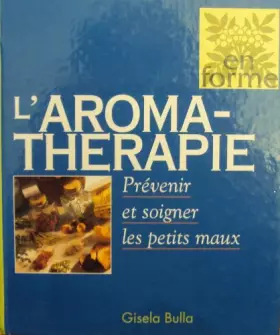 en
forme
L'AROMA-
THERAPIE
Prévenir
et soigner
les petits maux
Gisela Bulla